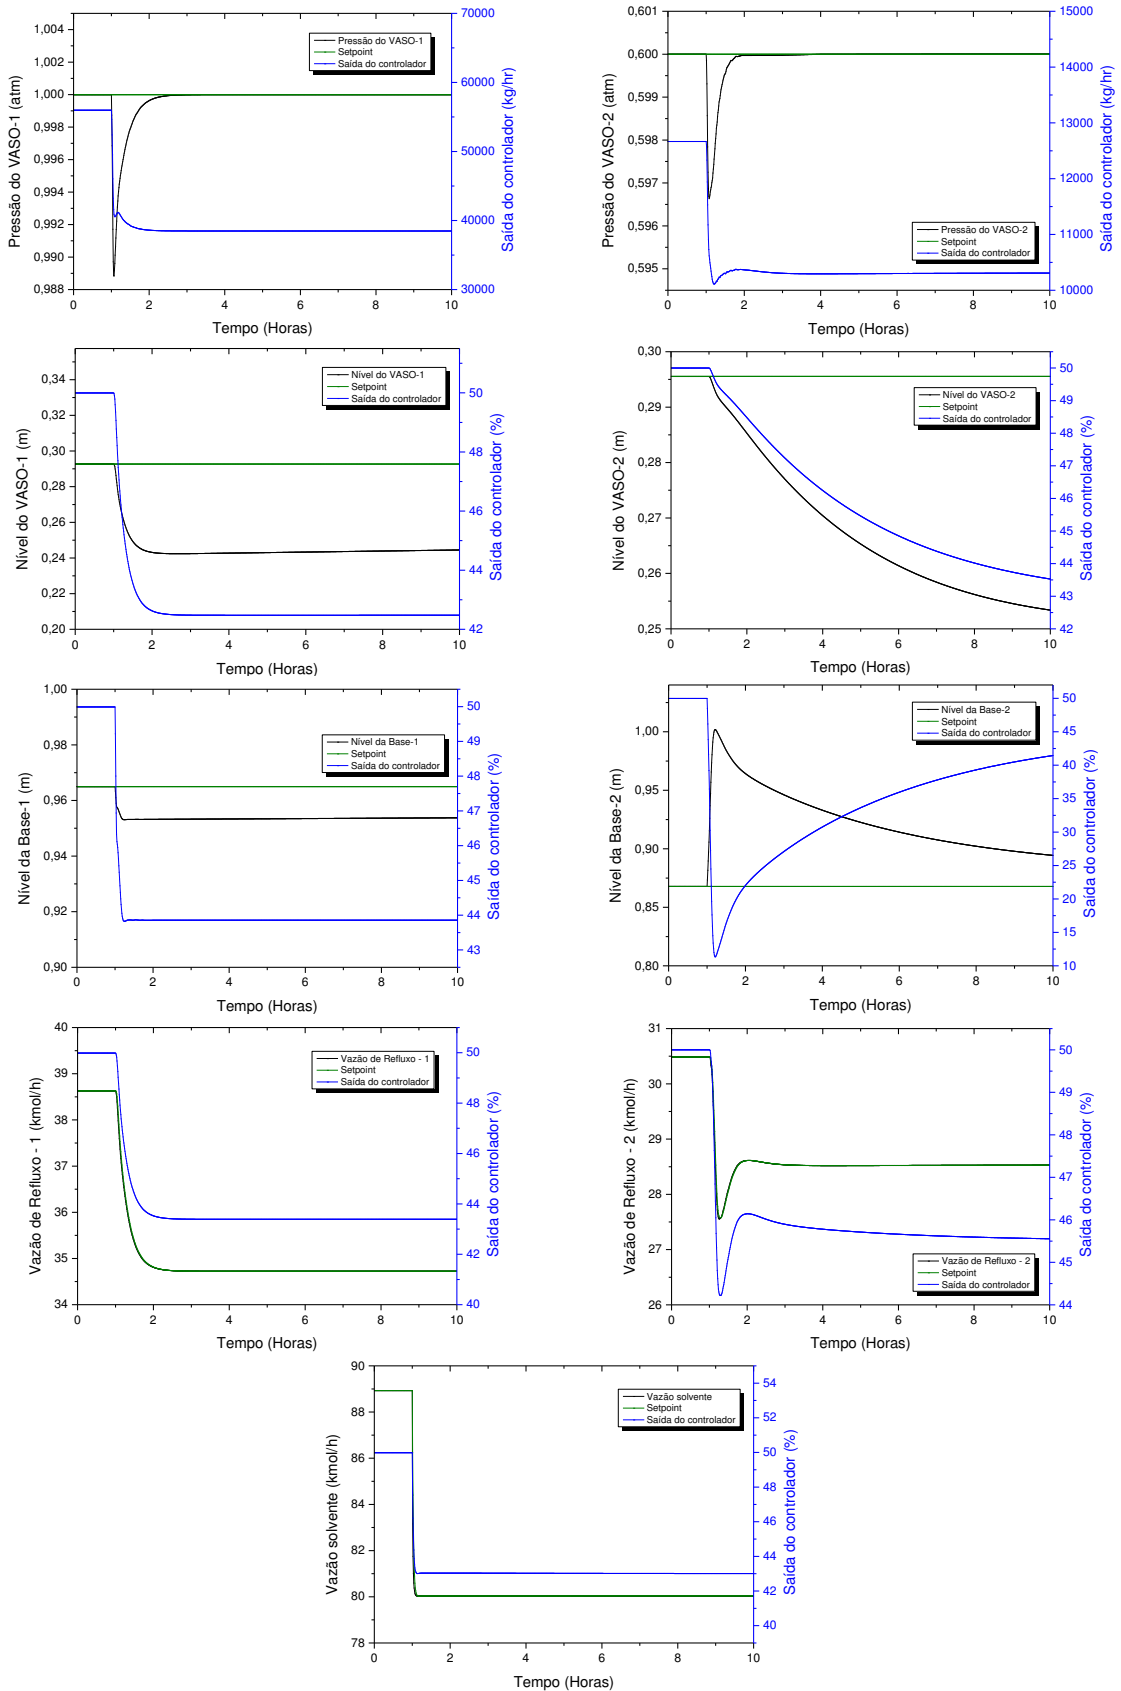 Pressão do VASO-1 (atm)
1,004
1,002
1,000
0,998
0,996
0,994
0,992
0,990
0,988
Pressão do VASO-1
Setpoint
Saída do controlador
70000
60000
50000
40000
30000
Saída do controlador (kg/hr)
0 2 4 6 8 10
Tempo (Horas)
Pressão do VASO-2 (atm)
0,601
0,600
0,599
0,598
0,597
0,596
0,595
Pressão do VASO-2
Setpoint
Saída do controlador
15000
14000
13000
12000
11000
10000
Saída do controlador (kg/hr)
0 2 4 6 8 10
Tempo (Horas)
Nível do VASO-1 (m)
0,34
0,32
0,30
0,28
0,26
0,24
0,22
0,20
Nível do VASO-1
Setpoint
Saída do controlador
50
48
46
44
42
Saída do controlador (%)
0 2 4 6 8 10
Tempo (Horas)
Nível do VASO-2 (m)
0,30
0,29
0,28
0,27
0,26
0,25
Nível do VASO-2
Setpoint
Saída do controlador
50
49
48
47
46
45
44
43
42
Saída do controlador (%)
0 2 4 6 8 10
Tempo (Horas)
Nível da Base-1 (m)
1,00
0,98
0,96
0,94
0,92
0,90
Nível da Base-1
Setpoint
Saída do controlador
50
49
48
47
46
45
44
43
Saída do controlador (%)
0 2 4 6 8 10
Tempo (Horas)
Nível da Base-2 (m)
1,00
0,95
0,90
0,85
0,80
Nível da Base-2
Setpoint
Saída do controlador
50
45
40
35
30
25
20
15
10
Saída do controlador (%)
0 2 4 6 8 10
Tempo (Horas)
Vazão de Refluxo - 1 (kmol/h)
40
39
38
37
36
35
34
Vazão de Refluxo - 1
Setpoint
Saída do controlador
50
48
46
44
42
40
Saída do controlador (%)
0 2 4 6 8 10
Tempo (Horas)
Vazão de Refluxo - 2 (kmol/h)
31
30
29
28
27
26
Vazão de Refluxo - 2
Setpoint
Saída do controlador
50
49
48
47
46
45
44
Saída do controlador (%)
0 2 4 6 8 10
Tempo (Horas)
Vazão solvente (kmol/h)
90
88
86
84
82
80
78
Vazão solvente
Setpoint
Saída do controlador
54
52
50
48
46
44
42
40
Saída do controlador (%)
0 2 4 6 8 10
Tempo (Horas)